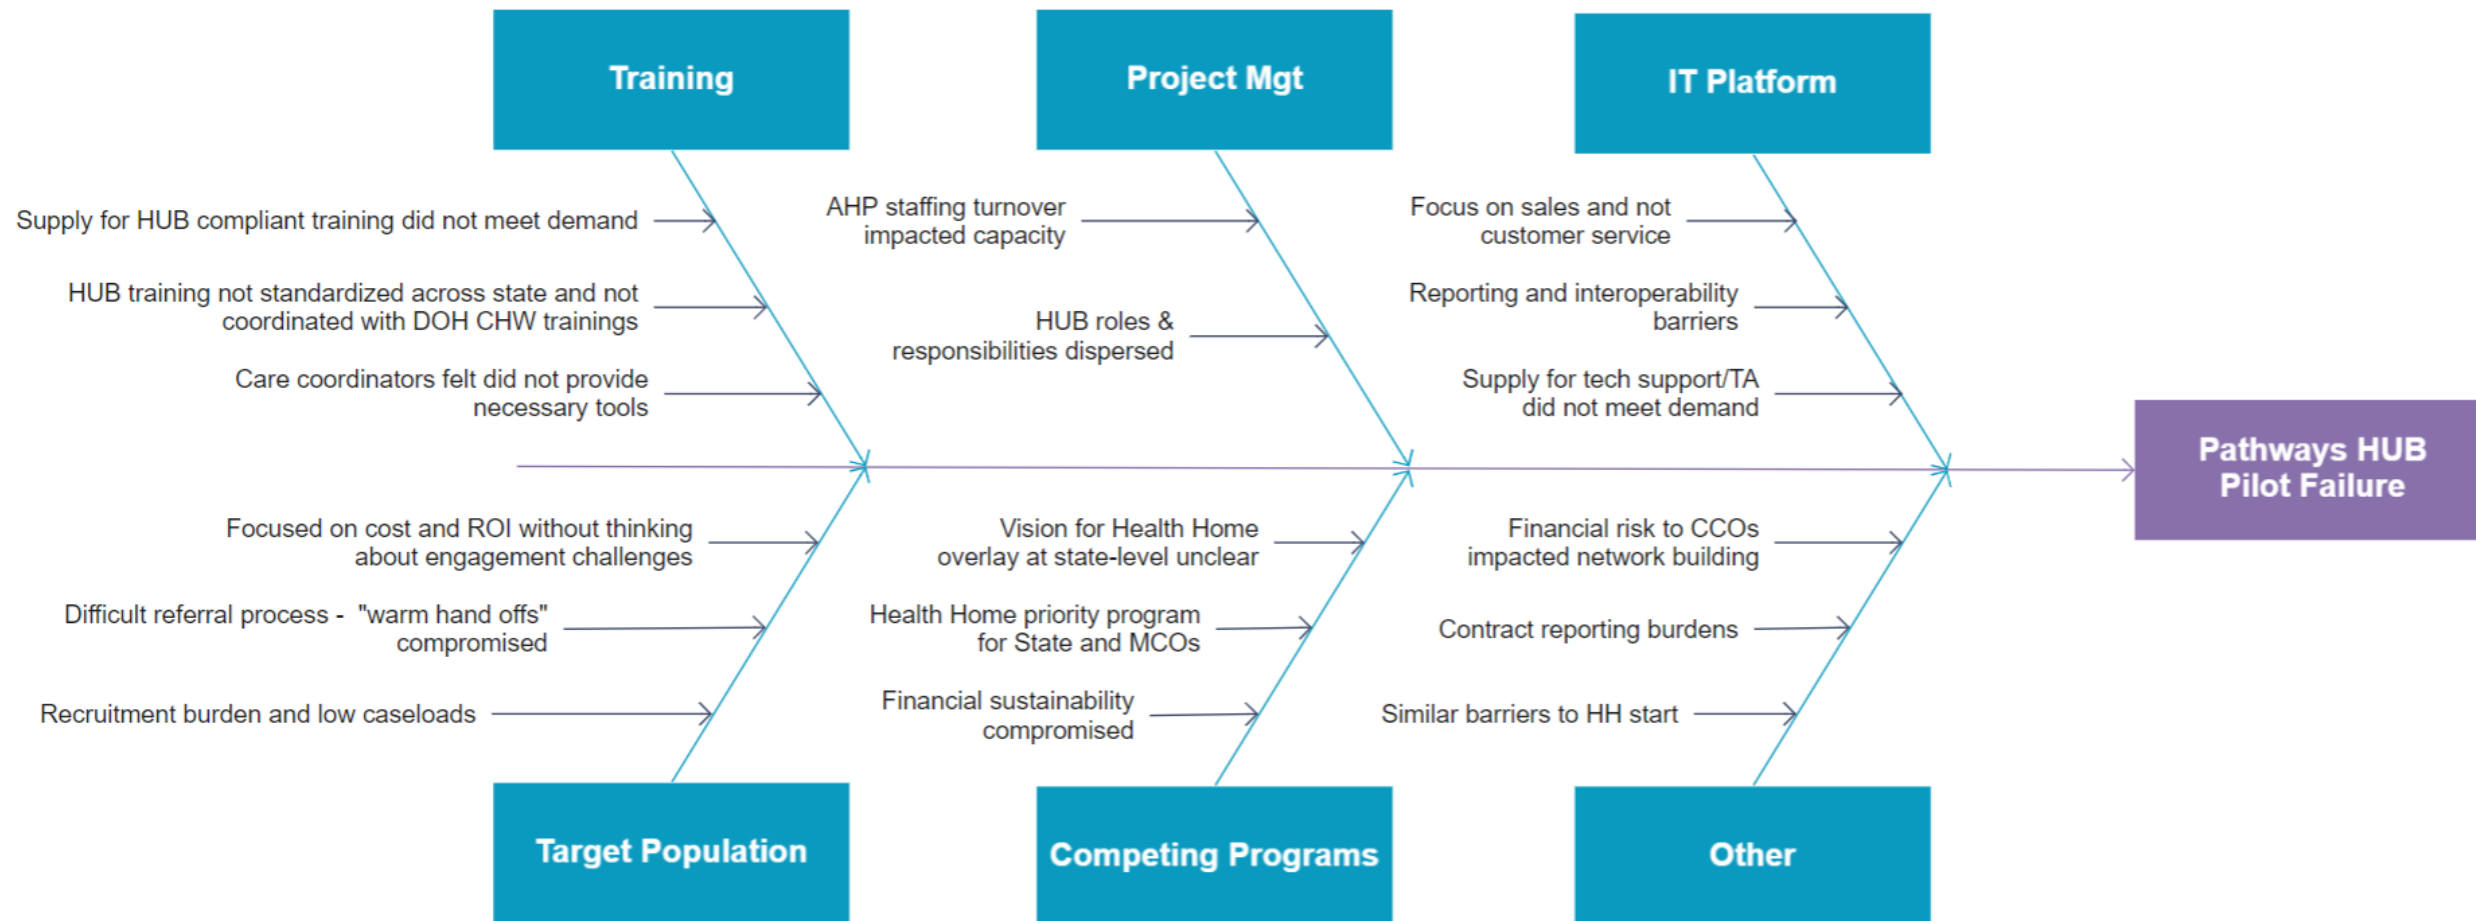 Training
Project Mgt
IT Platform
Supply for HUB compliant training did not meet demand
HUB training not standardized across state and not
coordinated with DOH CHW trainings
Care coordinators felt did not provide
necessary tools
AHP staffing turnover
impacted capacity
HUB roles &
responsibilities dispersed
Focus on sales and not
customer service
Reporting and interoperability
barriers
Supply for tech support/TA
did not meet demand
Pathways HUB
Pilot Failure
Focused on cost and ROI without thinking
about engagement challenges
Difficult referral process -  "warm hand offs"
compromised
Recruitment burden and low caseloads
Vision for Health Home
overlay at state-level unclear
Health Home priority program
for State and MCOs
Financial sustainability
compromised
Financial risk to CCOs
impacted network building
Contract reporting burdens
Similar barriers to HH start
Target Population
Competing Programs
Other